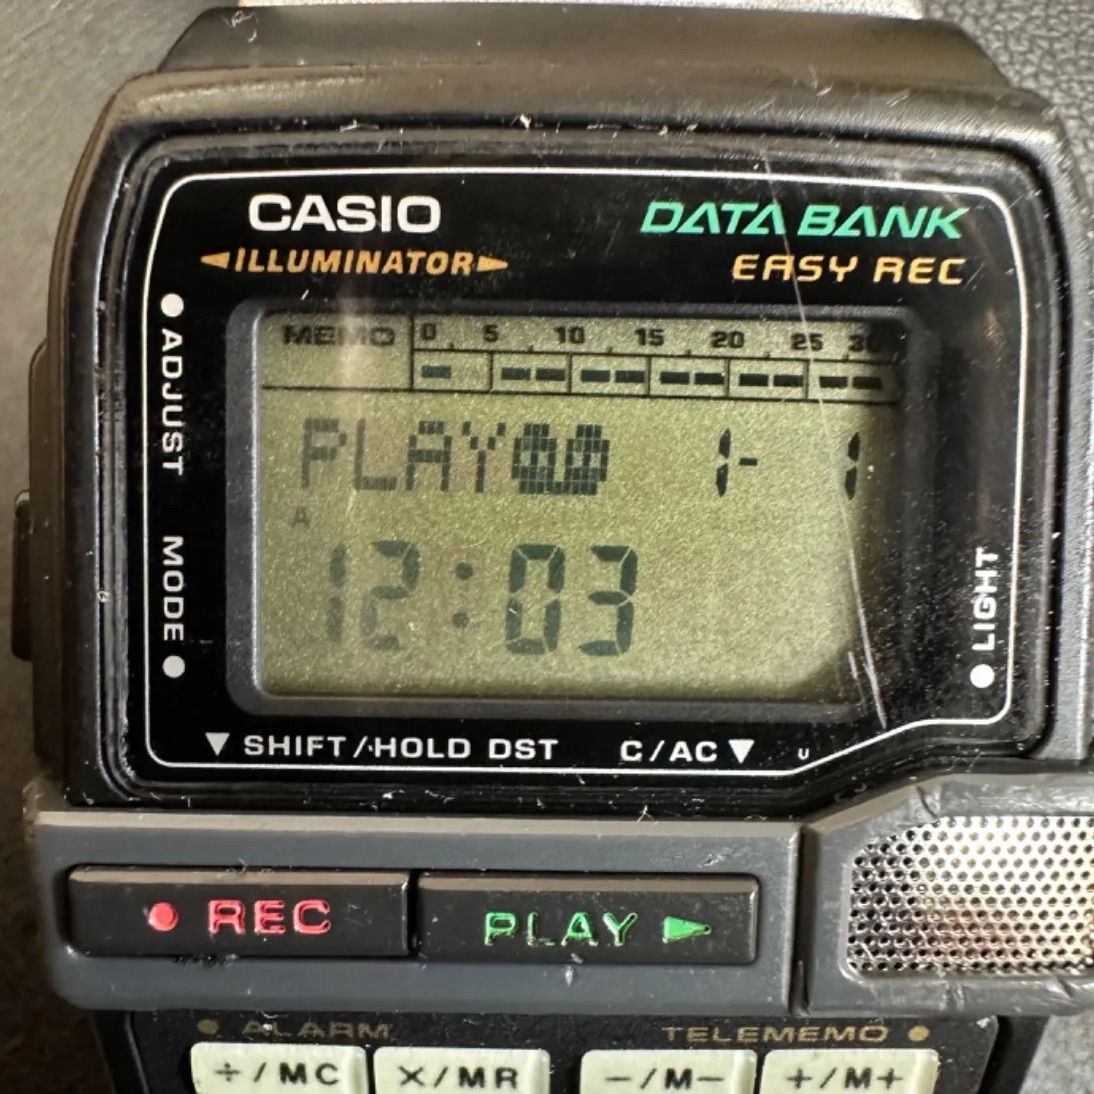 CASIO DATA BANK
ILLUMINATOR EASY REC
ADJUST
MODE
LIGHT
MEMO 0 5 10 15 20 25 30
PLAY 1- 1
A
12:03
SHIFT/HOLD DST C/AC U
REC PLAY
ALARM TELEMEMO
÷/MC X/MR −/M− +/M+